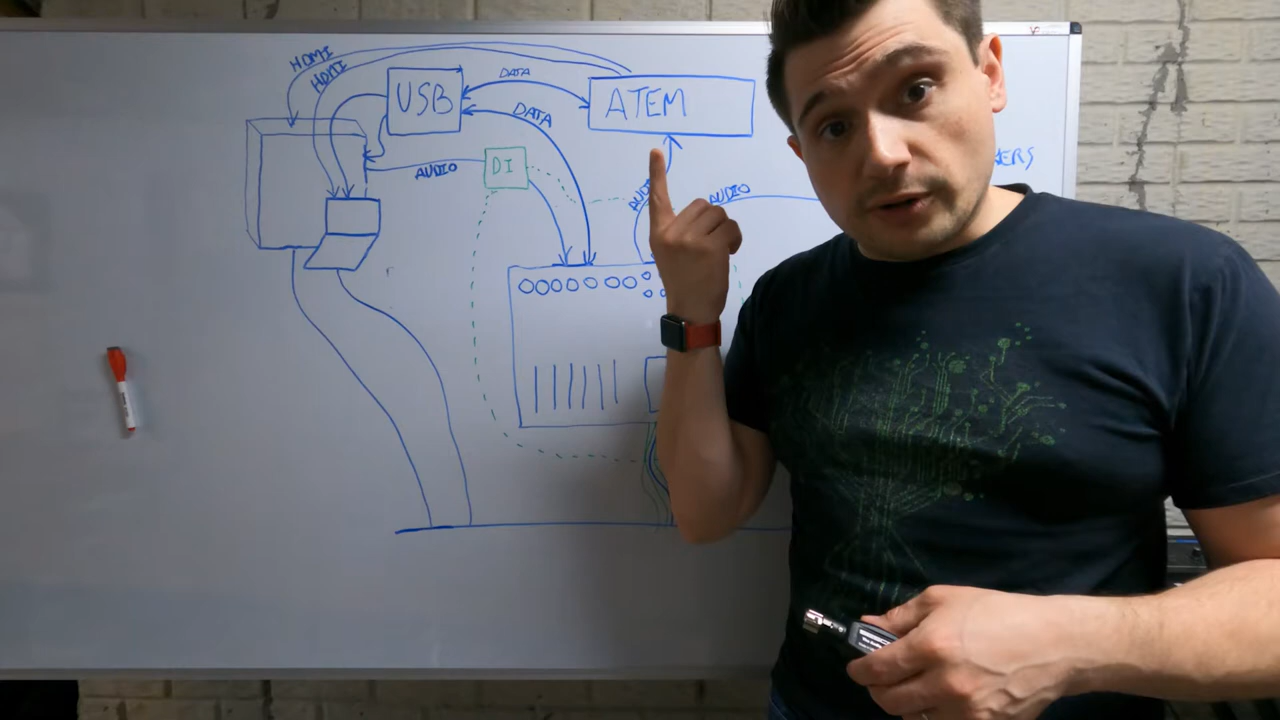 HDMI
HDMI
USB
DATA
DATA
ATEM
AUDIO
DI
AUDIO